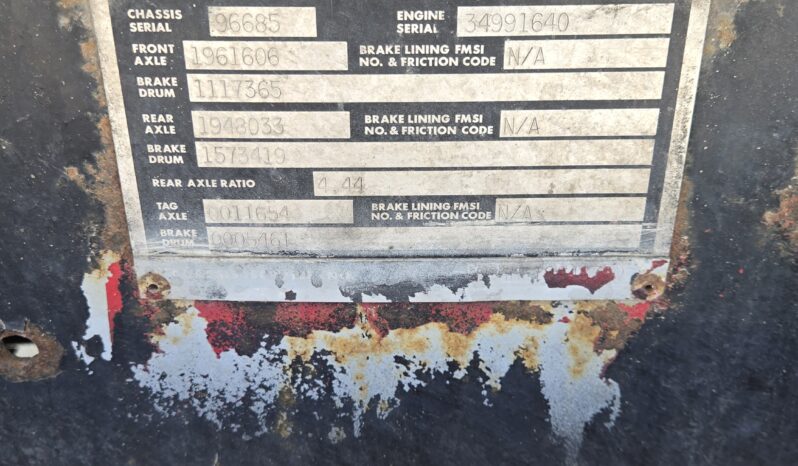 CHASSIS SERIAL 96685 ENGINE SERIAL 34991640
FRONT AXLE 1961606 BRAKE LINING FMSI NO. & FRICTION CODE N/A
BRAKE DRUM 1117365
REAR AXLE 1948033 BRAKE LINING FMSI NO. & FRICTION CODE N/A
BRAKE DRUM 1573419
REAR AXLE RATIO 4.44
TAG AXLE 0011654 BRAKE LINING FMSI NO. & FRICTION CODE N/A
BRAKE DRUM 0005461